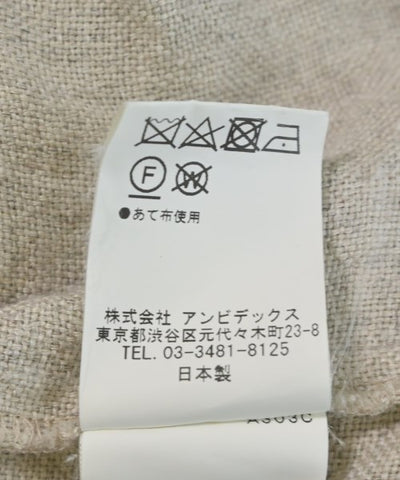 F W
●あて布使用
株式会社 アンビデックス
東京都渋谷区元代々木町23-8
TEL. 03-3481-8125
日本製
A303C